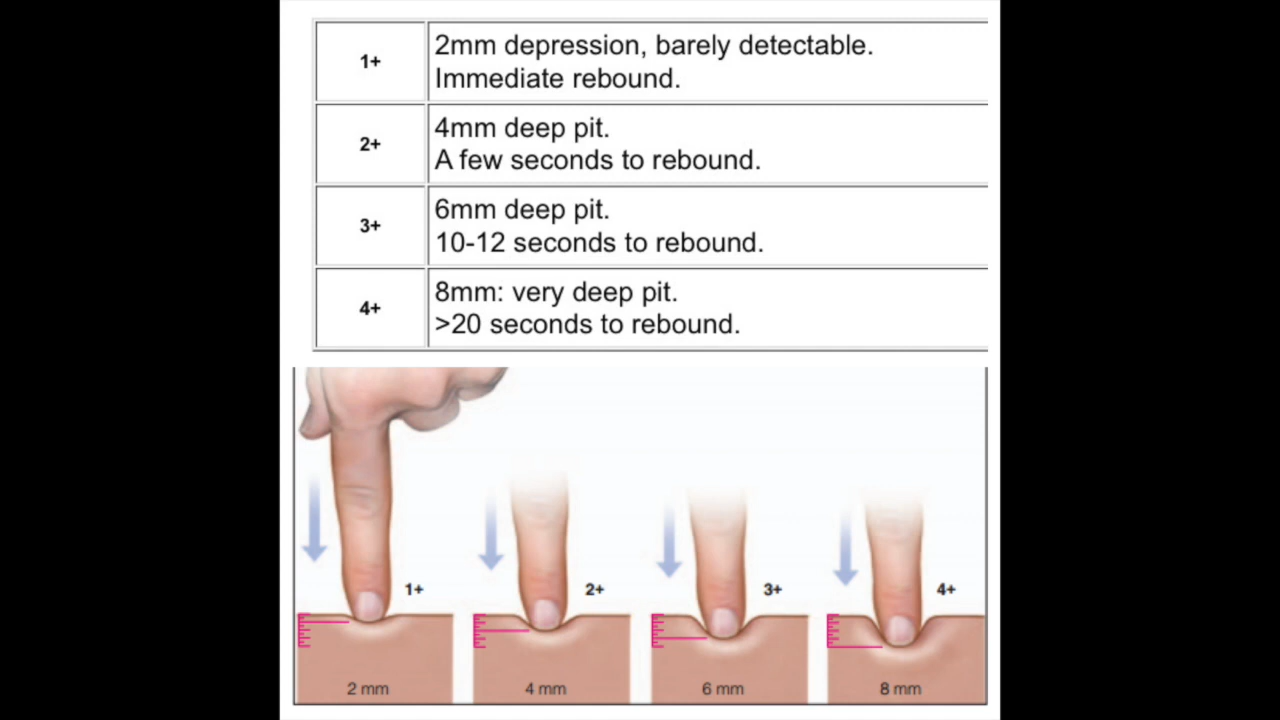 1+
2mm depression, barely detectable.
Immediate rebound.
2+
4mm deep pit.
A few seconds to rebound.
3+
6mm deep pit.
10-12 seconds to rebound.
4+
8mm: very deep pit.
>20 seconds to rebound.
1+
2+
3+
4+
2 mm
4 mm
6 mm
8 mm